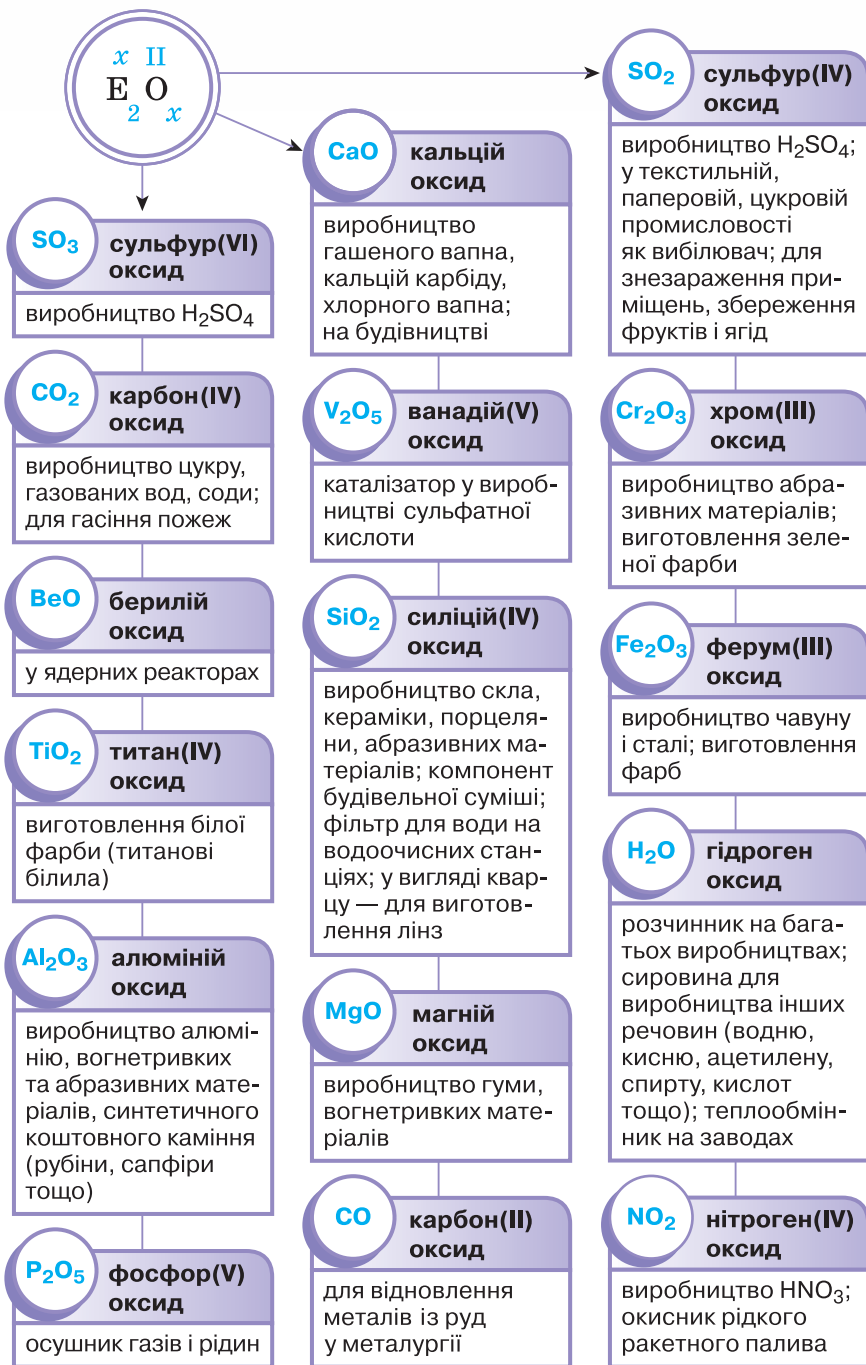 x II
E₂Oₓ
SO₃ сульфур(VI)
оксид
виробництво H₂SO₄
CO₂ карбон(IV)
оксид
виробництво цукру,
газованих вод, соди;
для гасіння пожеж
BeO берилій
оксид
у ядерних реакторах
TiO₂ титан(IV)
оксид
виготовлення білої
фарби (титанові
білила)
Al₂O₃ алюміній
оксид
виробництво алюмі-
нію, вогнетривких
та абразивних мате-
ріалів, синтетичного
коштовного каміння
(рубіни, сапфіри
тощо)
P₂O₅ фосфор(V)
оксид
осушник газів і рідин
CaO кальцій
оксид
виробництво
гашеного вапна,
кальцій карбіду,
хлорного вапна;
на будівництві
V₂O₅ ванадій(V)
оксид
каталізатор у вироб-
ництві сульфатної
кислоти
SiO₂ силіцій(IV)
оксид
виробництво скла,
кераміки, порцеля-
ни, абразивних ма-
теріалів; компонент
будівельної суміші;
фільтр для води на
водоочисних стан-
ціях; у вигляді квар-
цу — для виготов-
лення лінз
MgO магній
оксид
виробництво гуми,
вогнетривких мате-
ріалів
CO карбон(II)
оксид
для відновлення
металів із руд
у металургії
SO₂ сульфур(IV)
оксид
виробництво H₂SO₄;
у текстильній,
паперовій, цукровій
промисловості
як вибілювач; для
знезараження при-
міщень, збереження
фруктів і ягід
Cr₂O₃ хром(III)
оксид
виробництво абра-
зивних матеріалів;
виготовлення зеле-
ної фарби
Fe₂O₃ ферум(III)
оксид
виробництво чавуну
і сталі; виготовлення
фарб
H₂O гідроген
оксид
розчинник на бага-
тьох виробництвах;
сировина для
виробництва інших
речовин (водню,
кисню, ацетилену,
спирту, кислот
тощо); теплообмін-
ник на заводах
NO₂ нітроген(IV)
оксид
виробництво HNO₃;
окисник рідкого
ракетного палива